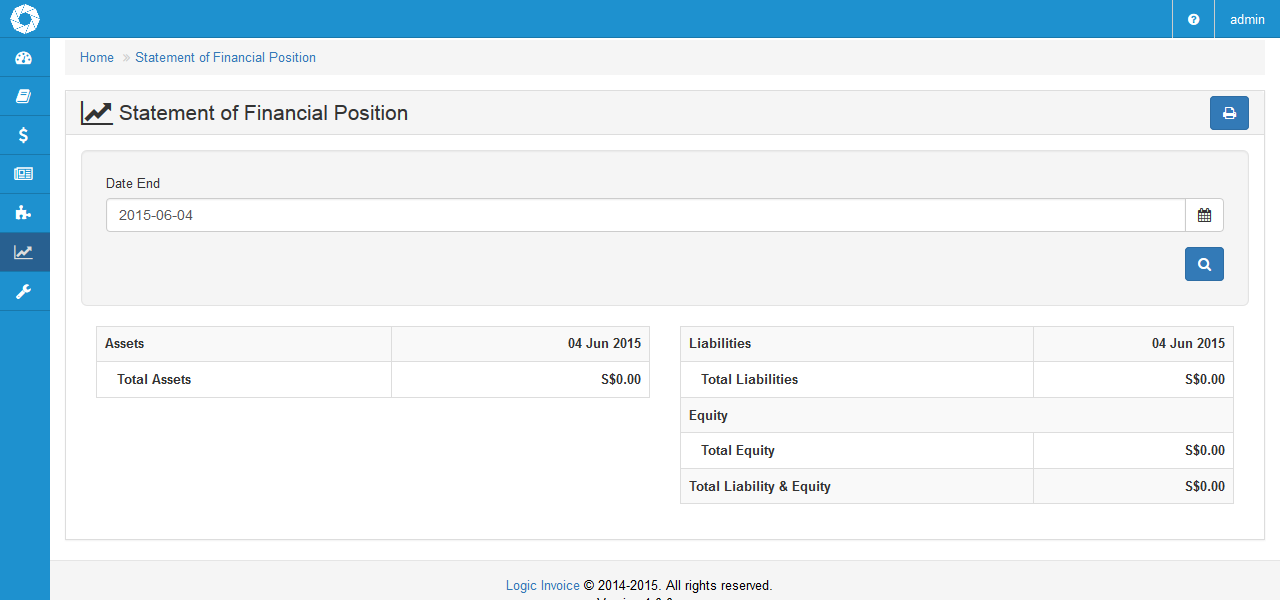 admin
Home » Statement of Financial Position
Statement of Financial Position
Date End
2015-06-04
Assets 04 Jun 2015
Total Assets S$0.00
Liabilities 04 Jun 2015
Total Liabilities S$0.00
Equity
Total Equity S$0.00
Total Liability & Equity S$0.00
Logic Invoice © 2014-2015. All rights reserved.